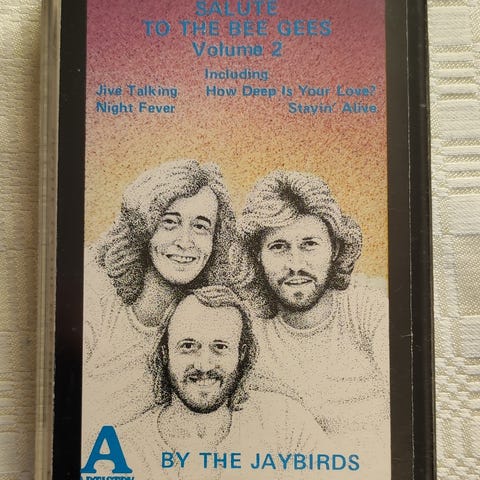 SALUTE
TO THE BEE GEES
Volume 2
Including
Jive Talking How Deep Is Your Love?
Night Fever Stayin' Alive
A
ARTISTRY
BY THE JAYBIRDS